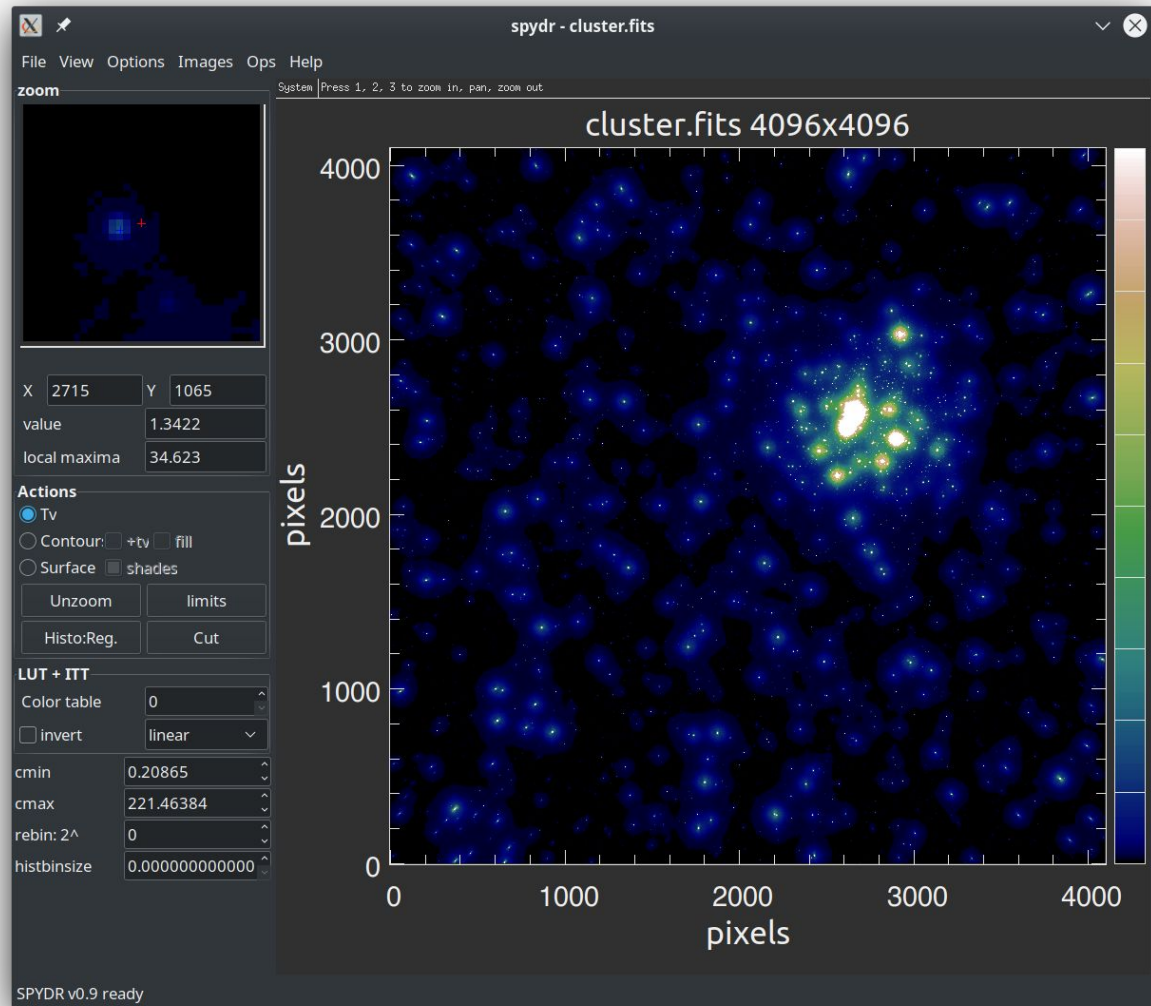 spydr - cluster.fits
File View Options Images Ops Help
zoom
System Press 1, 2, 3 to zoom in, pan, zoom out
cluster.fits 4096x4096
X 2715 Y 1065
value 1.3422
local maxima 34.623
Actions
Tv
Contour: +tv fill
Surface shades
Unzoom limits
Histo:Reg. Cut
LUT + ITT
Color table 0
invert linear
cmin 0.20865
cmax 221.46384
rebin: 2^ 0
histbinsize 0.000000000000
4000
3000
2000
1000
0
pixels
0 1000 2000 3000 4000
pixels
SPYDR v0.9 ready